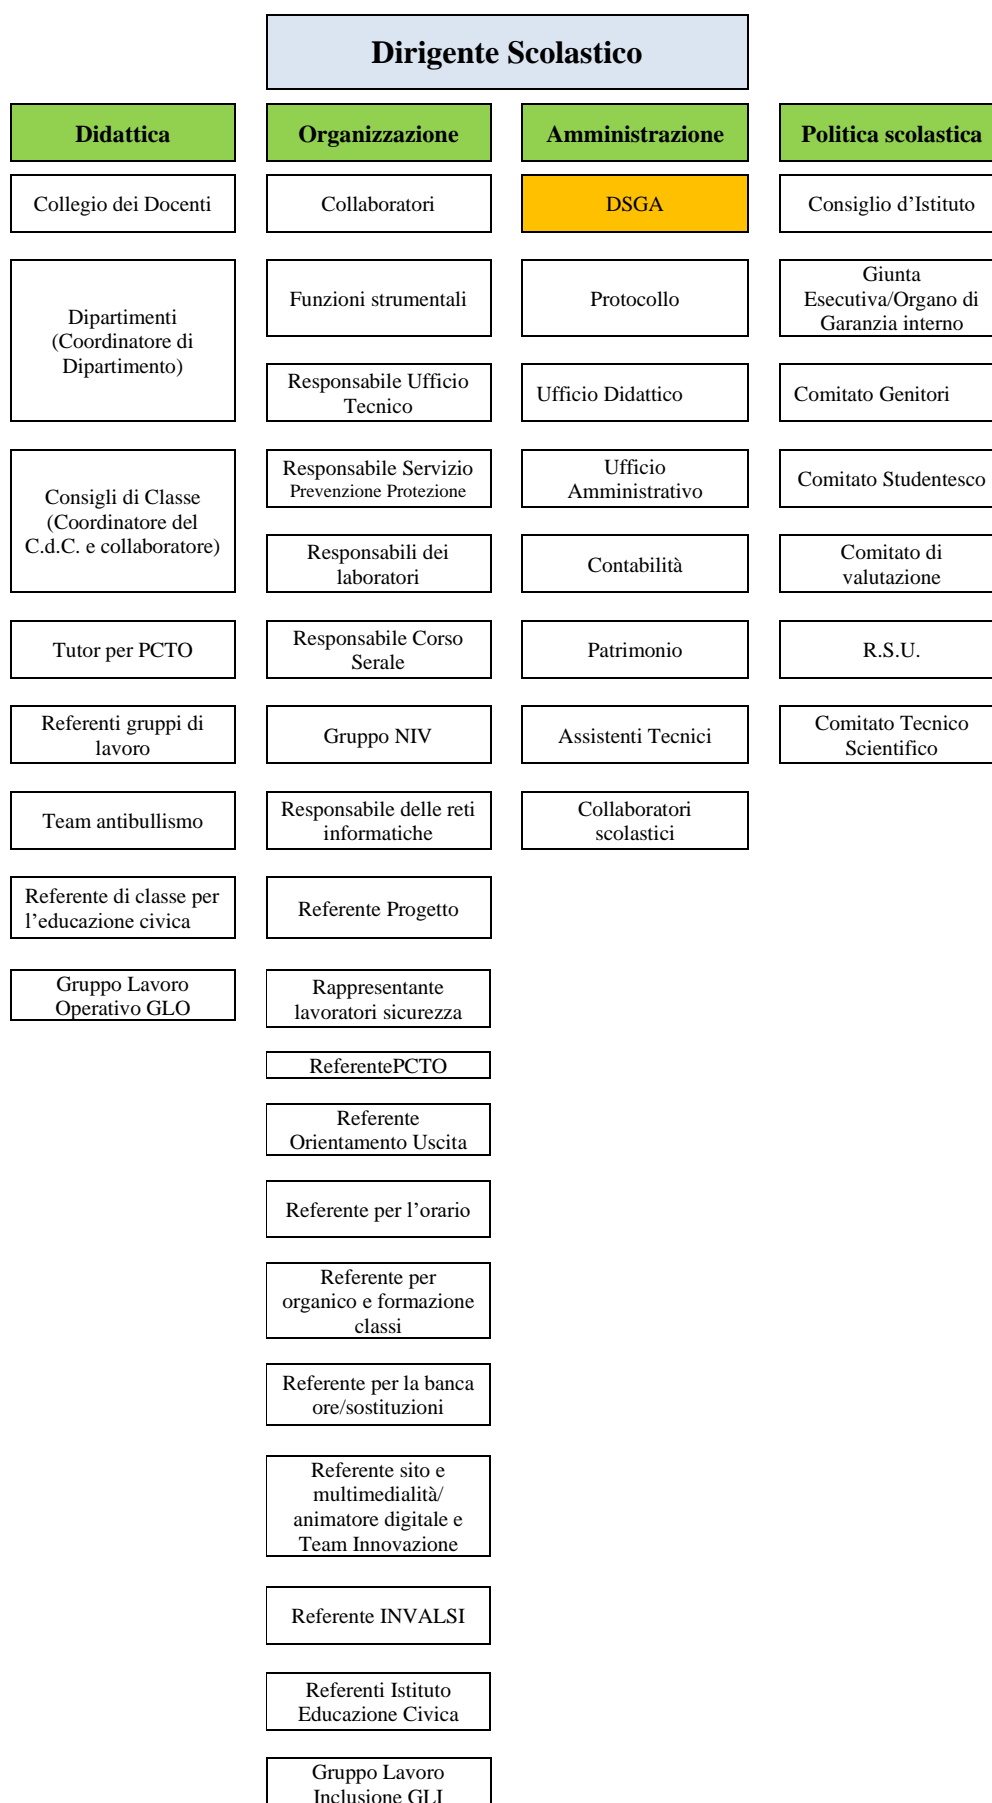 Dirigente Scolastico
Didattica
Collegio dei Docenti
Dipartimenti
(Coordinatore di
Dipartimento)
Consigli di Classe
(Coordinatore del
C.d.C. e collaboratore)
Tutor per PCTO
Referenti gruppi di
lavoro
Team antibullismo
Referente di classe per
l’educazione civica
Gruppo Lavoro
Operativo GLO
Organizzazione
Collaboratori
Funzioni strumentali
Responsabile Ufficio
Tecnico
Responsabile Servizio
Prevenzione Protezione
Responsabili dei
laboratori
Responsabile Corso
Serale
Gruppo NIV
Responsabile delle reti
informatiche
Referente Progetto
Rappresentante
lavoratori sicurezza
ReferentePCTO
Referente
Orientamento Uscita
Referente per l’orario
Referente per
organico e formazione
classi
Referente per la banca
ore/sostituzioni
Referente sito e
multimedialità/
animatore digitale e
Team Innovazione
Referente INVALSI
Referenti Istituto
Educazione Civica
Gruppo Lavoro
Inclusione GLI
Amministrazione
DSGA
Protocollo
Ufficio Didattico
Ufficio
Amministrativo
Contabilità
Patrimonio
Assistenti Tecnici
Collaboratori
scolastici
Politica scolastica
Consiglio d’Istituto
Giunta
Esecutiva/Organo di
Garanzia interno
Comitato Genitori
Comitato Studentesco
Comitato di
valutazione
R.S.U.
Comitato Tecnico
Scientifico